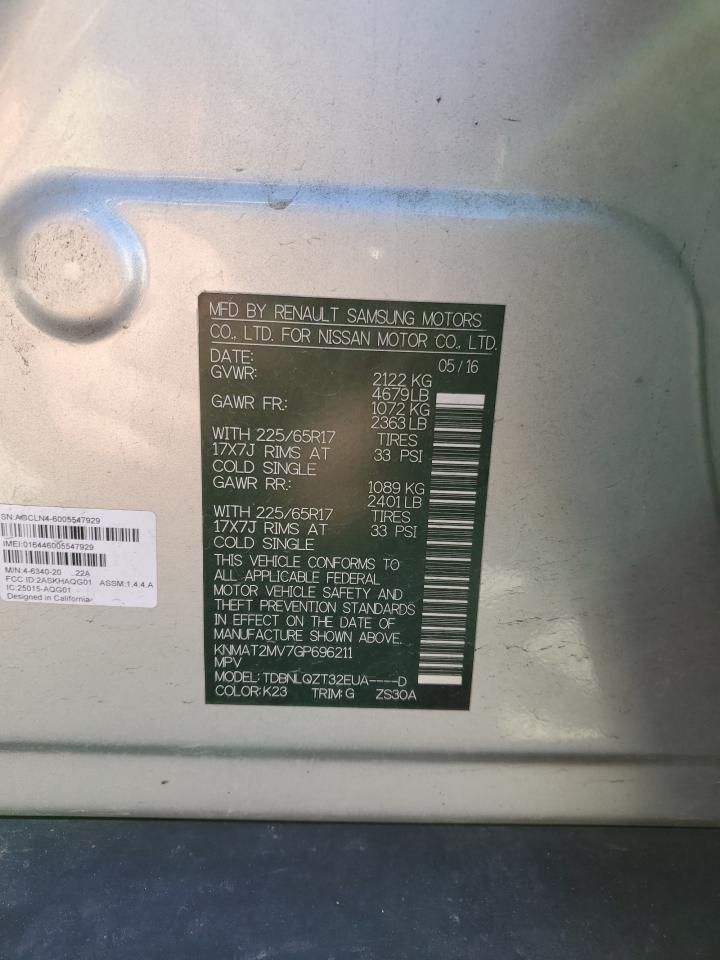 MFD BY RENAULT SAMSUNG MOTORS
CO., LTD. FOR NISSAN MOTOR CO., LTD.
DATE: 05/16
GVWR: 2122 KG
4679LB
GAWR FR.: 1072 KG
2363LB
WITH 225/65R17 TIRES
17X7J RIMS AT 33 PSI
COLD SINGLE
GAWR RR.: 1089 KG
2401LB
WITH 225/65R17 TIRES
17X7J RIMS AT 33 PSI
COLD SINGLE
THIS VEHICLE CONFORMS TO
ALL APPLICABLE FEDERAL
MOTOR VEHICLE SAFETY AND
THEFT PREVENTION STANDARDS
IN EFFECT ON THE DATE OF
MANUFACTURE SHOWN ABOVE.
KNMAT2MV7GP696211
MPV
MODEL: TDBNLQZT32EUA----D
COLOR:K23 TRIM:G ZS30A
SN:AGCLN4-6005547929
IMEI:016446005547929
M/N:4-6340-20 22A
FCC ID:2ASKHAQG01 ASSM:1.4.4.A
IC:25015-AQG01
Designed in California